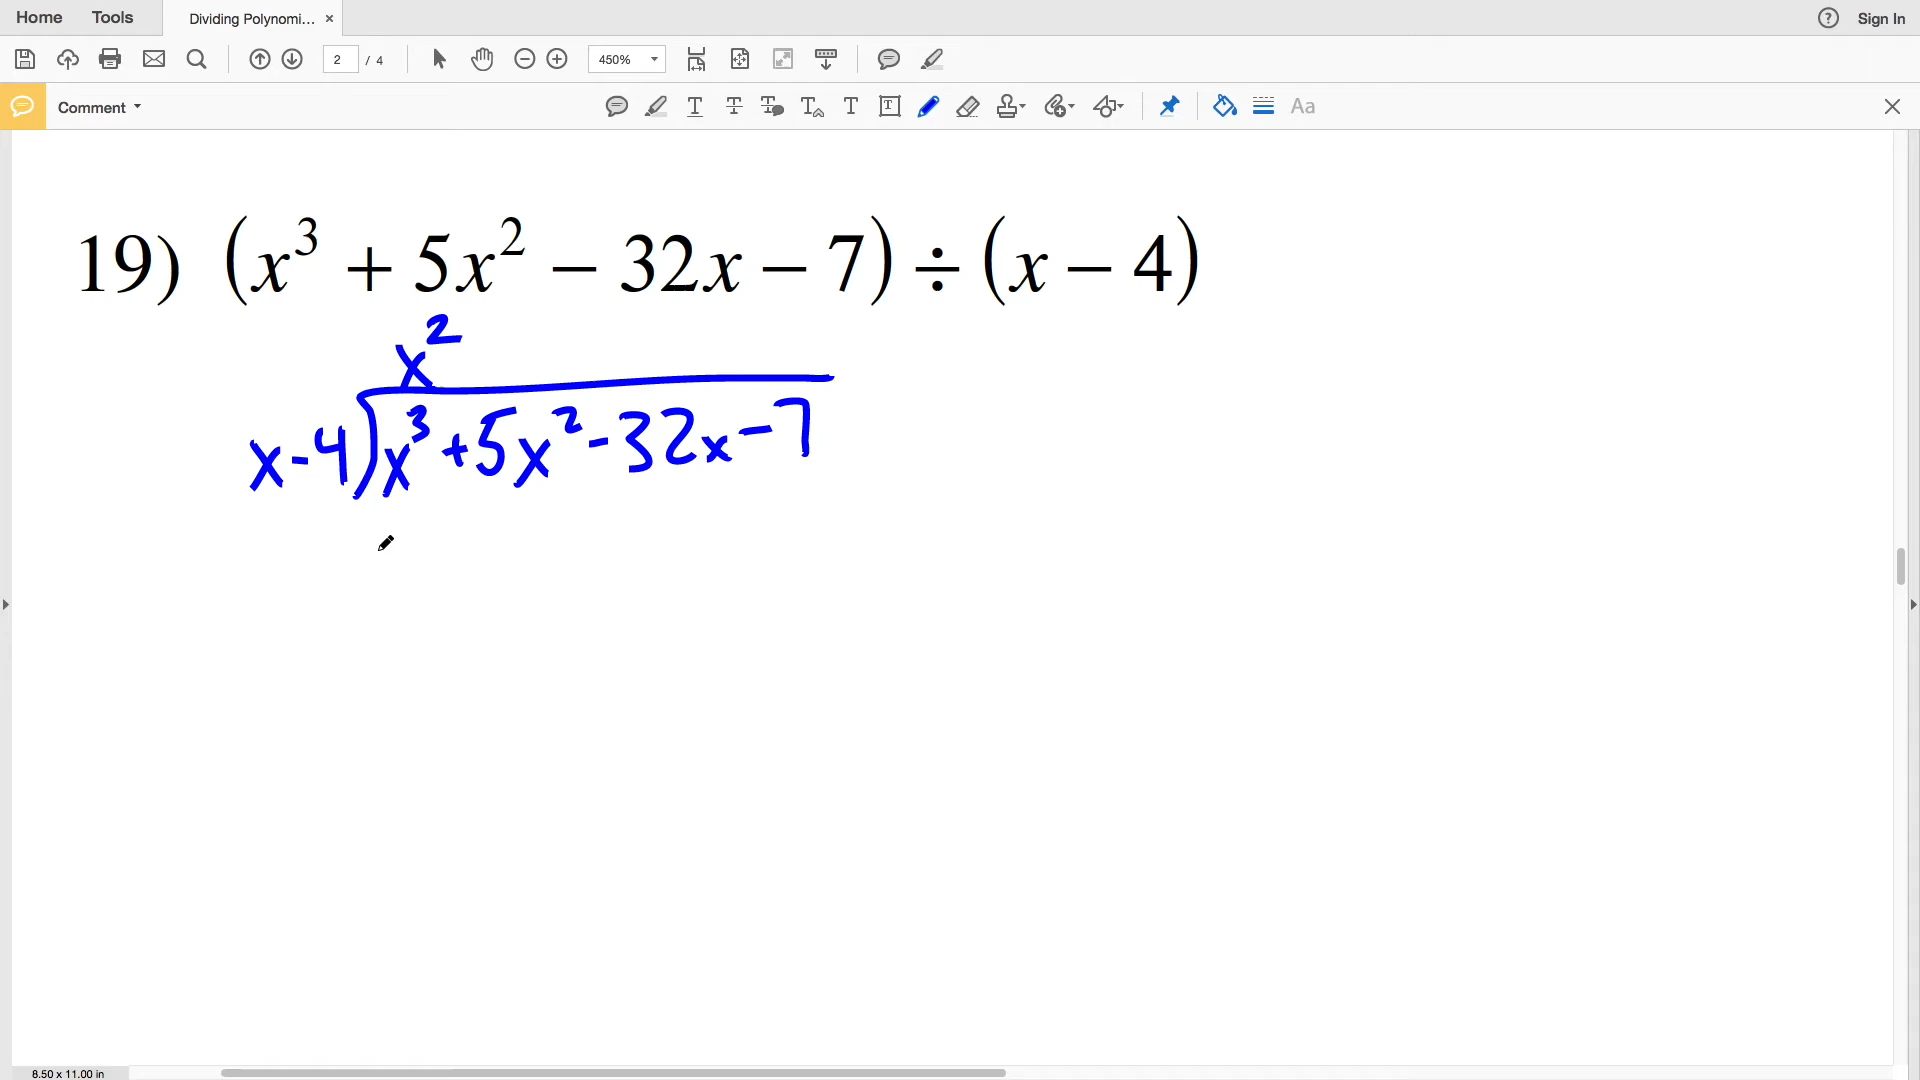 Home Tools Dividing Polynomi... × ? Sign In
2 / 4 450%
Comment T T T T T T Aa
19) (x³ + 5x² − 32x − 7) ÷ (x − 4)
x²
x-4)x³+5x²-32x-7
8.50 x 11.00 in